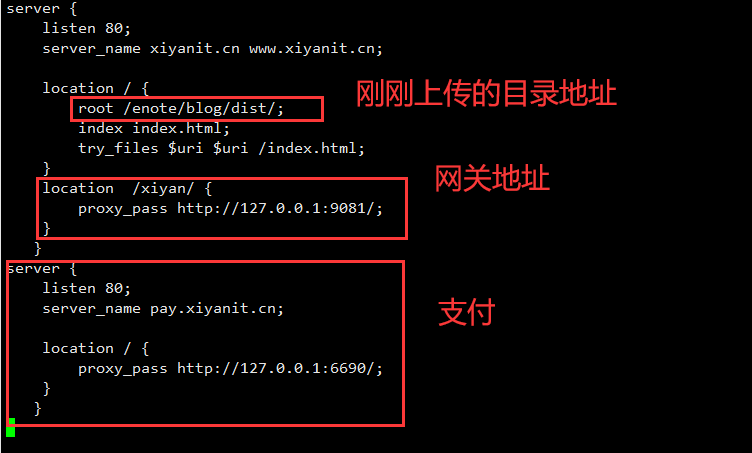 server {
listen 80;
server_name xiyanit.cn www.xiyanit.cn;
location / {
root /enote/blog/dist/;
刚刚上传的目录地址
index index.html;
try_files $uri $uri /index.html;
}
location  /xiyan/ {
网关地址
proxy_pass http://127.0.0.1:9081/;
}
}
server {
listen 80;
server_name pay.xiyanit.cn;
支付
location / {
proxy_pass http://127.0.0.1:6690/;
}
}